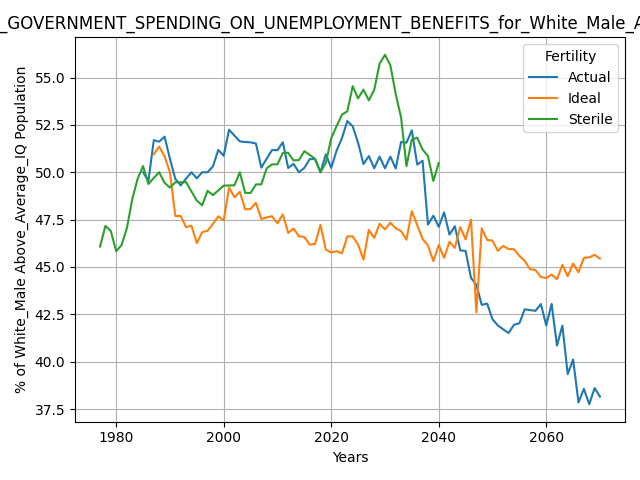 _GOVERNMENT_SPENDING_ON_UNEMPLOYMENT_BENEFITS_for_White_Male_A
Fertility
Actual
Ideal
Sterile
% of White_Male Above_Average_IQ Population
55.0
52.5
50.0
47.5
45.0
42.5
40.0
37.5
1980
2000
2020
2040
2060
Years